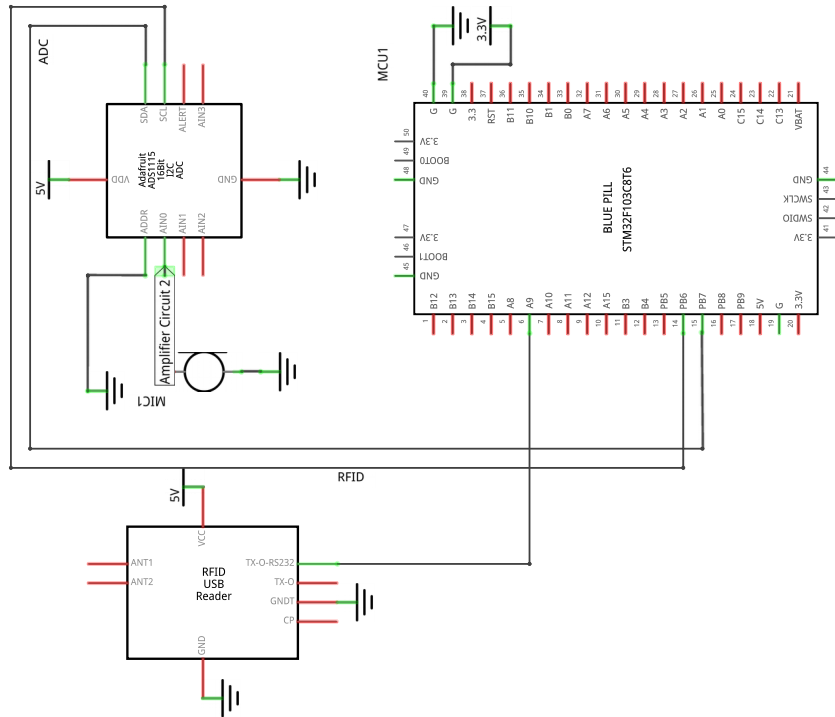 ADC
SDA
SCL
ALERT
AIN3
5V
VDD
Adafruit
ADS1115
16Bit
I2C
ADC
GND
ADDR
AIN0
AIN1
AIN2
Amplifier Circuit 2
MIC1
MCU1
3.3V
40 39 38 37 36 35 34 33 32 31 30 29 28 27 26 25 24 23 22 21
G G 3.3 RST B11 B10 B1 B0 A7 A6 A5 A4 A3 A2 A1 A0 C15 C14 C13 VBAT
50 3.3V
49 BOOT0
48 GND
47 3.3V
46 BOOT1
45 GND
BLUE PILL
STM32F103C8T6
GND 44
SWCLK 43
SWDIO 42
3.3V 41
B12 B13 B14 B15 A8 A9 A10 A11 A12 A15 B3 B4 PB5 PB6 PB7 PB8 PB9 5V G 3.3V
1 2 3 4 5 6 7 8 9 10 11 12 13 14 15 16 17 18 19 20
RFID
5V
VCC
ANT1
ANT2
RFID
USB
Reader
TX-O-RS232
TX-O
GNDT
CP
GND